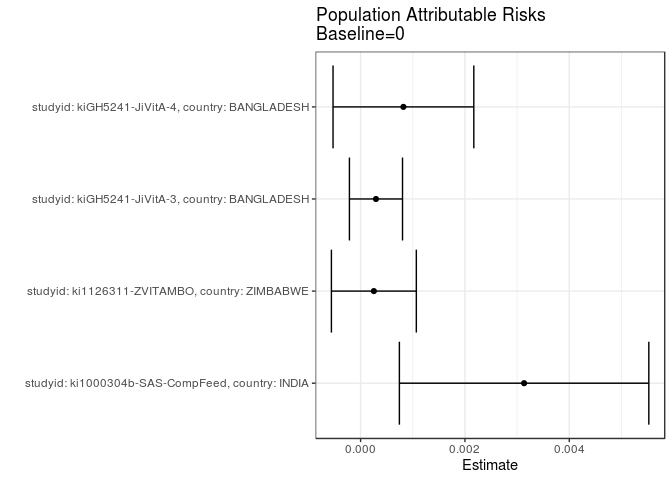 Population Attributable Risks
Baseline=0
studyid: kiGH5241-JiVitA-4, country: BANGLADESH
studyid: kiGH5241-JiVitA-3, country: BANGLADESH
studyid: ki1126311-ZVITAMBO, country: ZIMBABWE
studyid: ki1000304b-SAS-CompFeed, country: INDIA
0.000 0.002 0.004
Estimate